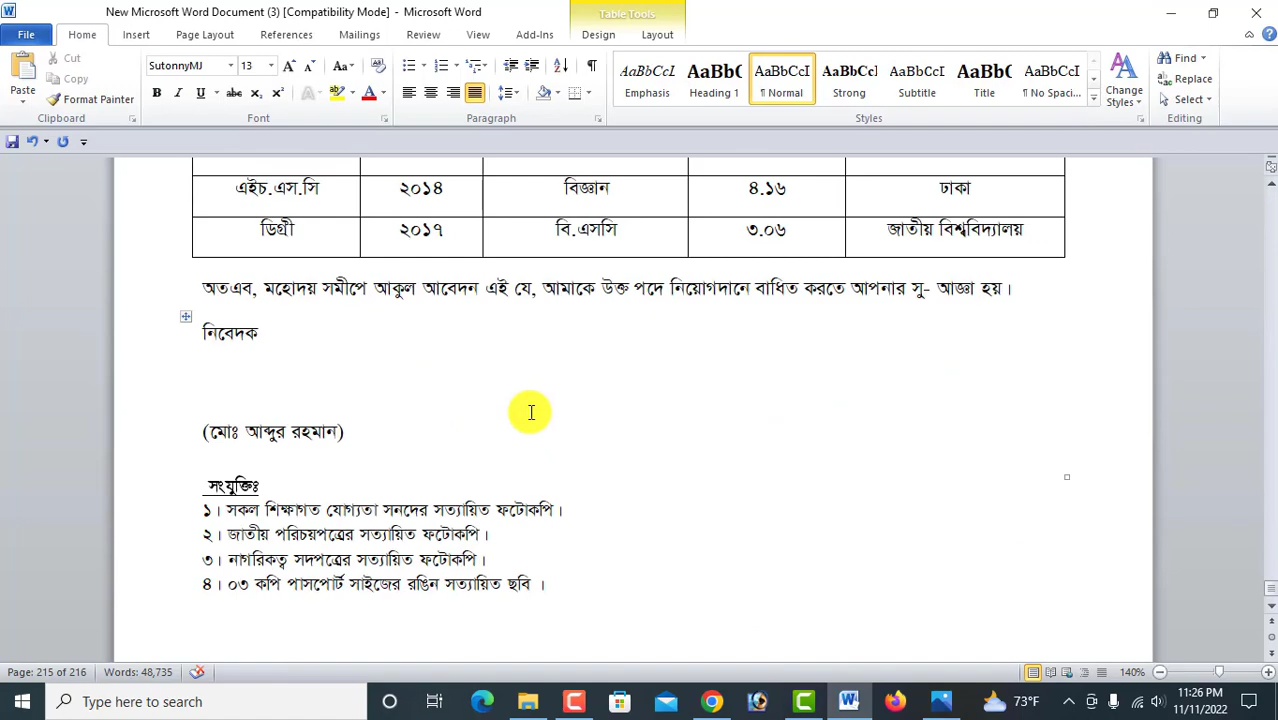 New Microsoft Word Document (3) [Compatibility Mode] - Microsoft Word
Table Tools
File Home Insert Page Layout References Mailings Review View Add-Ins Design Layout
Paste
Cut
Copy
Format Painter
Clipboard
SutonnyMJ 13
Font
Paragraph
AaBbCcI Emphasis
AaBb( Heading 1
AaBbCcI ¶ Normal
AaBbCc Strong
AaBbCcI Subtitle
AaBb( Title
AaBbCcI ¶ No Spaci...
Change Styles
Styles
Find
Replace
Select
Editing
এইচ.এস.সি ২০১৪ বিজ্ঞান ৪.১৬ ঢাকা
ডিগ্রী ২০১৭ বি.এসসি ৩.০৬ জাতীয় বিশ্ববিদ্যালয়
অতএব, মহোদয় সমীপে আকুল আবেদন এই যে, আমাকে উক্ত পদে নিয়োগদানে বাধিত করতে আপনার সু- আজ্ঞা হয়।
নিবেদক
(মোঃ আব্দুর রহমান)
সংযুক্তিঃ
১। সকল শিক্ষাগত যোগ্যতা সনদের সত্যায়িত ফটোকপি।
২। জাতীয় পরিচয়পত্রের সত্যায়িত ফটোকপি।
৩। নাগরিকত্ব সদপত্রের সত্যায়িত ফটোকপি।
৪। ০৩ কপি পাসপোর্ট সাইজের রঙিন সত্যায়িত ছবি ।
Page: 215 of 216 Words: 48,735 140%
Type here to search
73°F
11:26 PM
11/11/2022